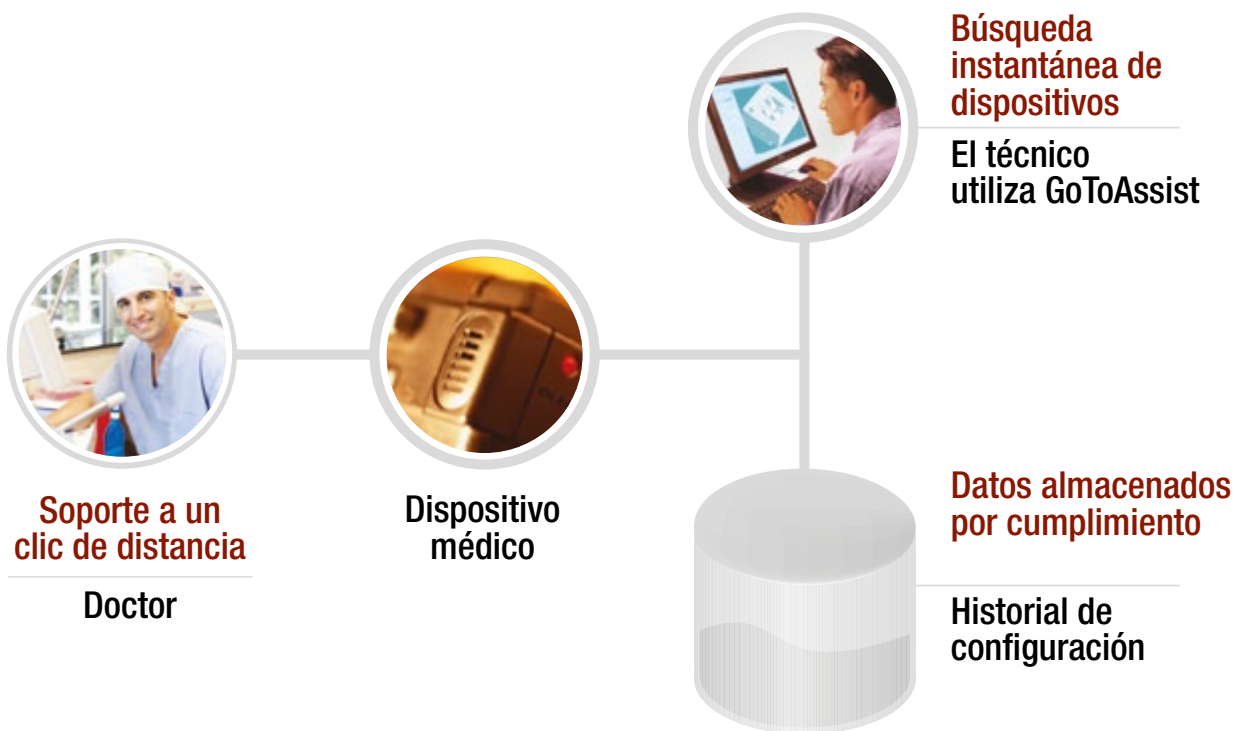 Búsqueda
instantánea de
dispositivos
El técnico
utiliza GoToAssist
Soporte a un
clic de distancia
Doctor
Dispositivo
médico
Datos almacenados
por cumplimiento
Historial de
configuración